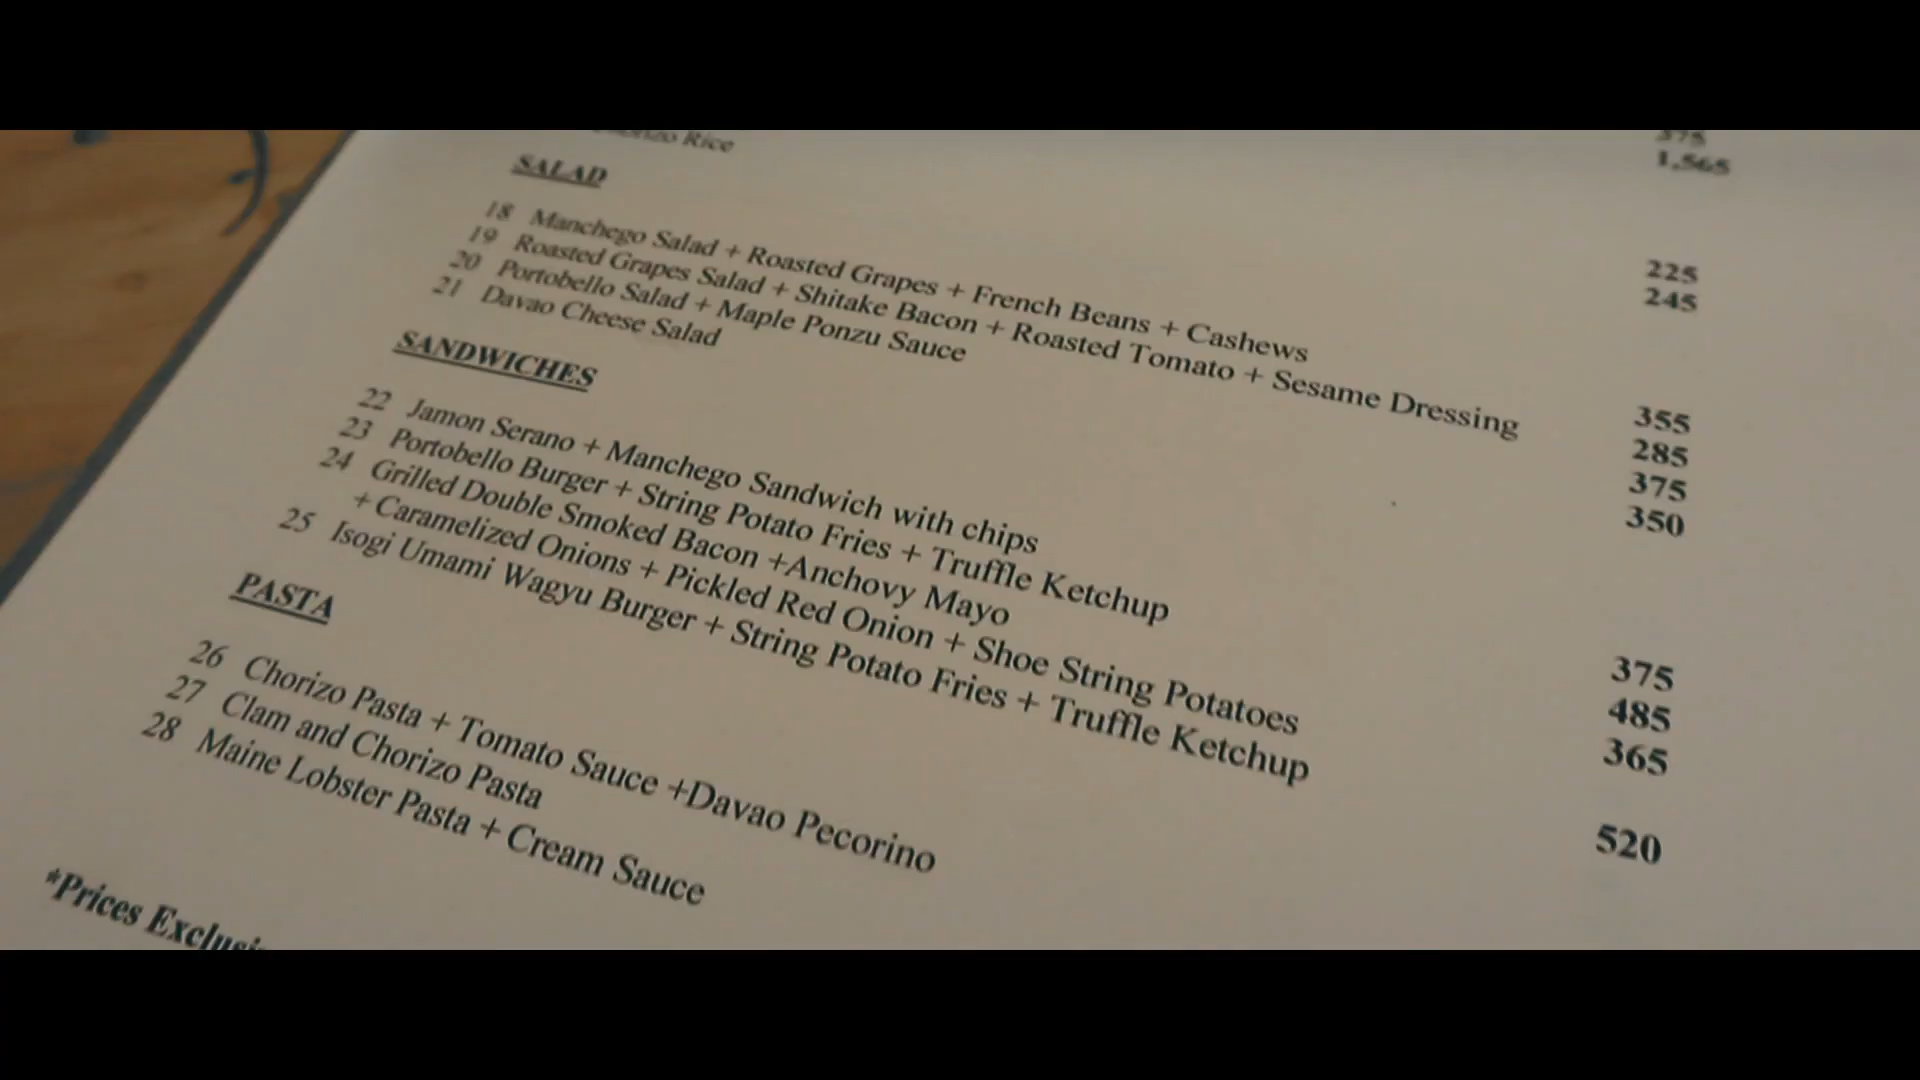 375
1,565
225
Rice 245
SALAD
18 Manchego Salad + Roasted Grapes + French Beans + Cashews 355
19 Roasted Grapes Salad + Shitake Bacon + Roasted Tomato + Sesame Dressing 285
20 Portobello Salad + Maple Ponzu Sauce 375
21 Davao Cheese Salad 350
SANDWICHES
22 Jamon Serano + Manchego Sandwich with chips 375
23 Portobello Burger + String Potato Fries + Truffle Ketchup 485
24 Grilled Double Smoked Bacon +Anchovy Mayo 365
+ Caramelized Onions + Pickled Red Onion + Shoe String Potatoes
25 Isogi Umami Wagyu Burger + String Potato Fries + Truffle Ketchup 520
PASTA
26 Chorizo Pasta + Tomato Sauce +Davao Pecorino
27 Clam and Chorizo Pasta
28 Maine Lobster Pasta + Cream Sauce
*Prices